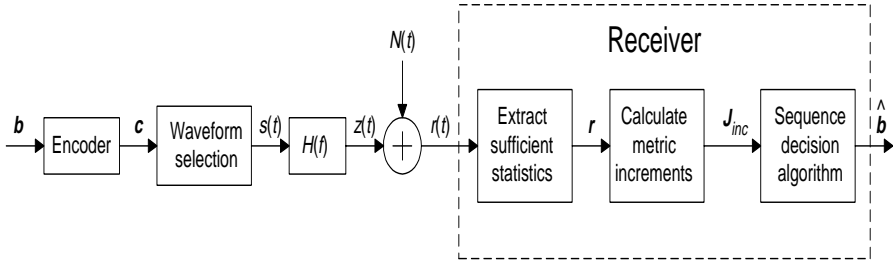 Receiver
N(t)
b
Encoder
c
Waveform
selection
s(t)
H(f)
z(t)
+
r(t)
Extract
sufficient
statistics
r
Calculate
metric
increments
J_inc
Sequence
decision
algorithm
b̂